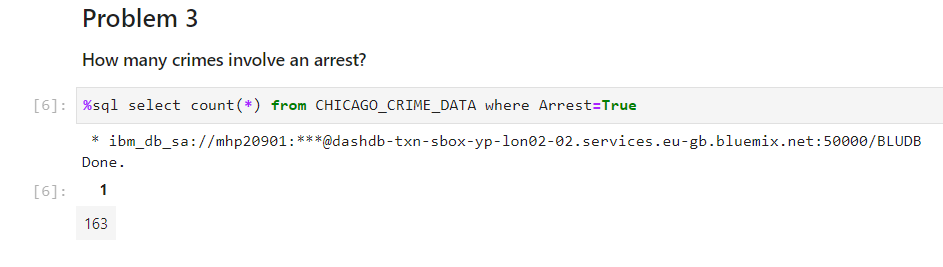 Problem 3
How many crimes involve an arrest?
[6]: %sql select count(*) from CHICAGO_CRIME_DATA where Arrest=True
* ibm_db_sa://mhp20901:***@dashdb-txn-sbox-yp-lon02-02.services.eu-gb.bluemix.net:50000/BLUDB
Done.
[6]: 1
163